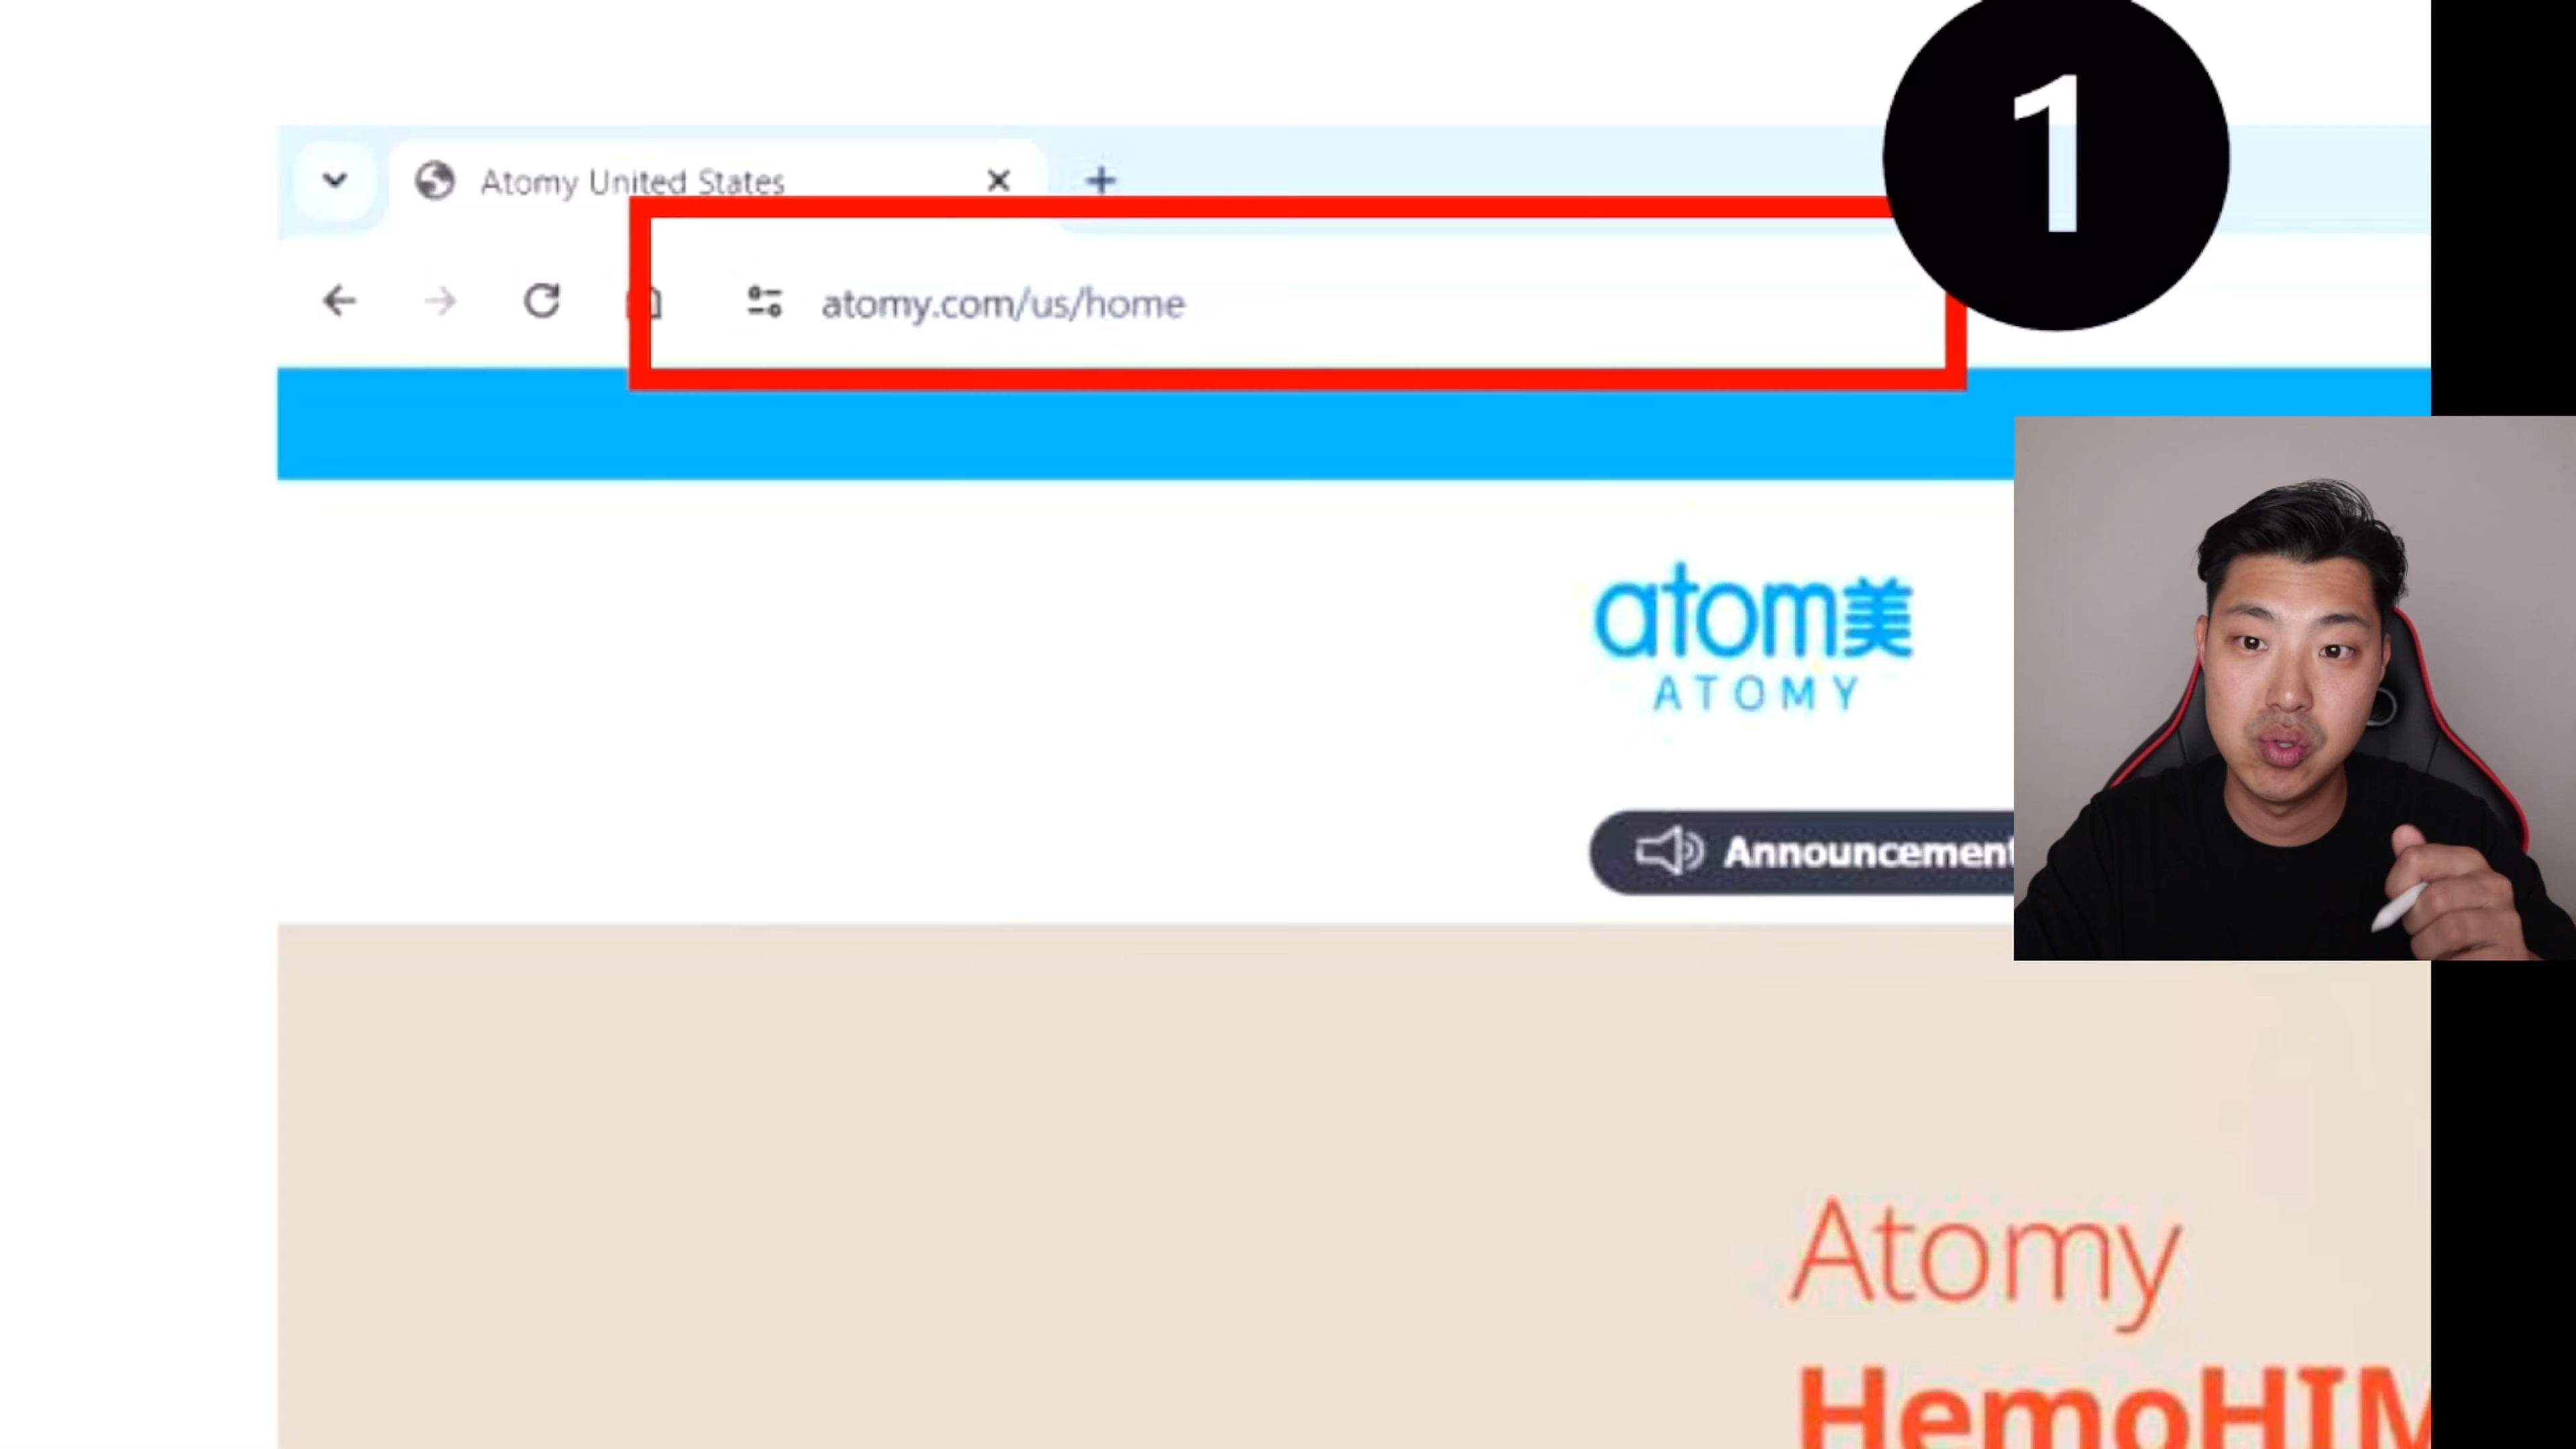 1
Atomy United States
atomy.com/us/home
atom美
ATOMY
Announcement
Atomy
HemoHIM